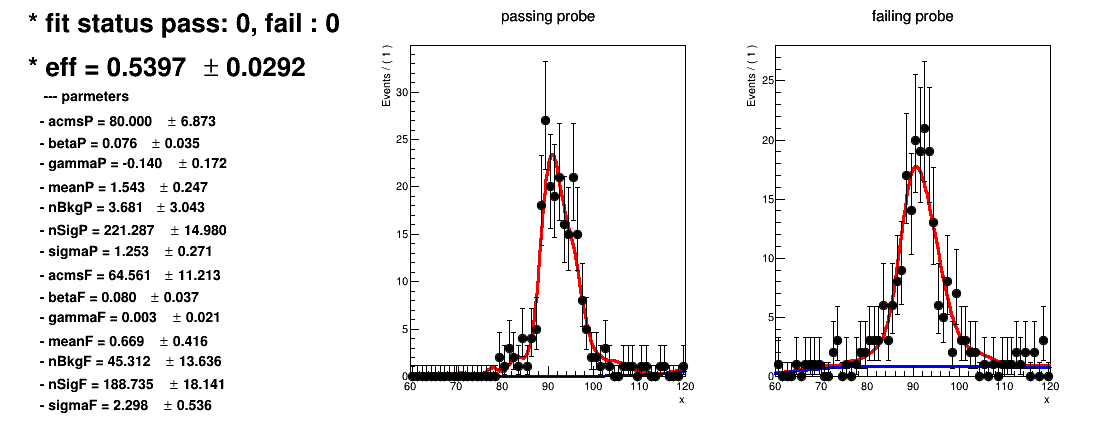 * fit status pass: 0, fail : 0
* eff = 0.5397 ± 0.0292
--- parmeters
- acmsP = 80.000 ± 6.873
- betaP = 0.076 ± 0.035
- gammaP = -0.140 ± 0.172
- meanP = 1.543 ± 0.247
- nBkgP = 3.681 ± 3.043
- nSigP = 221.287 ± 14.980
- sigmaP = 1.253 ± 0.271
- acmsF = 64.561 ± 11.213
- betaF = 0.080 ± 0.037
- gammaF = 0.003 ± 0.021
- meanF = 0.669 ± 0.416
- nBkgF = 45.312 ± 13.636
- nSigF = 188.735 ± 18.141
- sigmaF = 2.298 ± 0.536
passing probe
Events / ( 1 )
30
25
20
15
10
5
0
60 70 80 90 100 110 120
x
failing probe
Events / ( 1 )
25
20
15
10
5
0
60 70 80 90 100 110 120
x